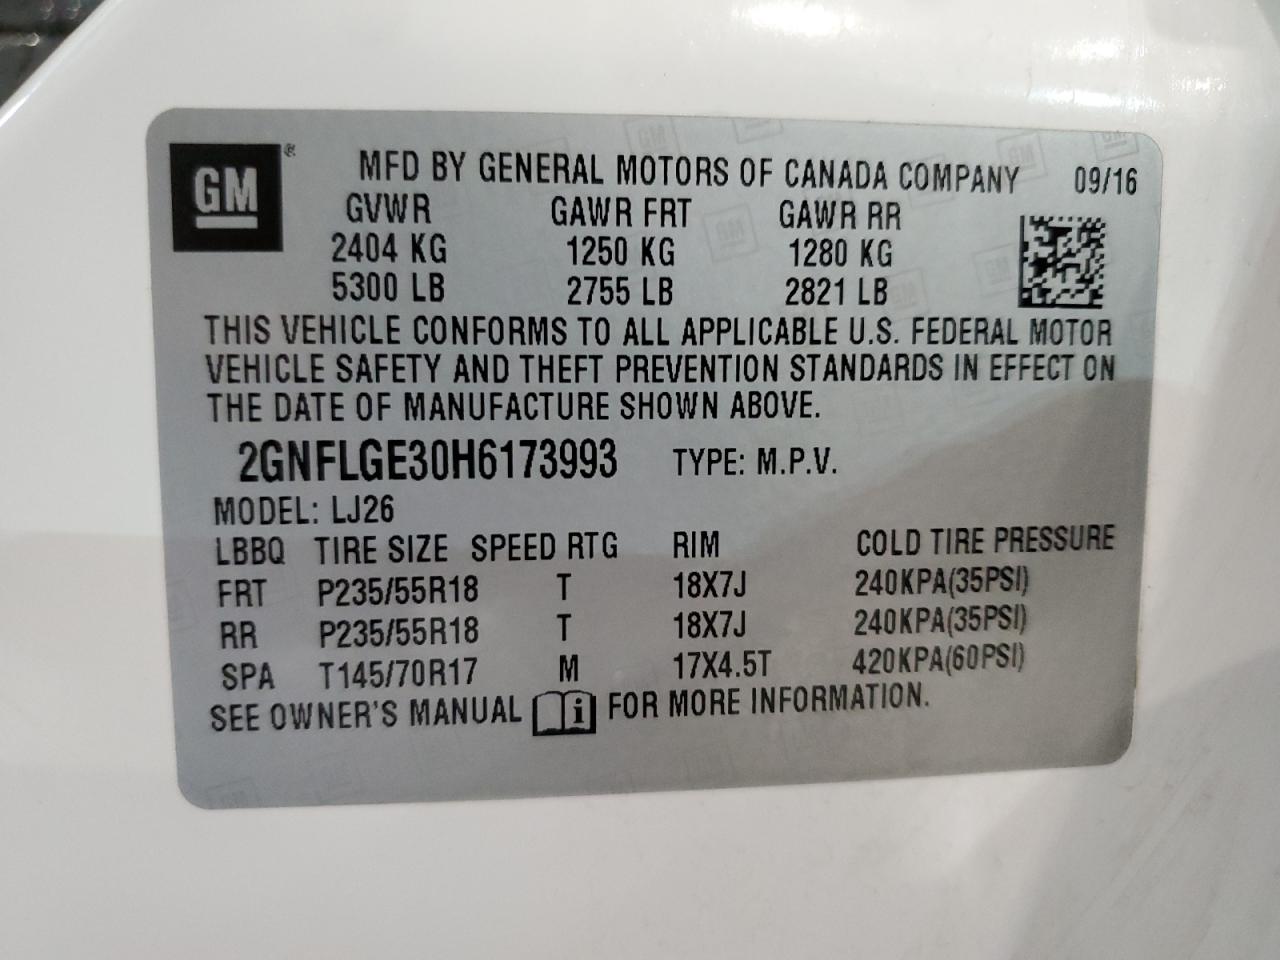 GM® MFD BY GENERAL MOTORS OF CANADA COMPANY 09/16
GVWR GAWR FRT GAWR RR
2404 KG 1250 KG 1280 KG
5300 LB 2755 LB 2821 LB
THIS VEHICLE CONFORMS TO ALL APPLICABLE U.S. FEDERAL MOTOR
VEHICLE SAFETY AND THEFT PREVENTION STANDARDS IN EFFECT ON
THE DATE OF MANUFACTURE SHOWN ABOVE.
2GNFLGE30H6173993 TYPE: M.P.V.
MODEL: LJ26
LBBQ TIRE SIZE SPEED RTG RIM COLD TIRE PRESSURE
FRT P235/55R18 T 18X7J 240KPA(35PSI)
RR P235/55R18 T 18X7J 240KPA(35PSI)
SPA T145/70R17 M 17X4.5T 420KPA(60PSI)
SEE OWNER'S MANUAL i FOR MORE INFORMATION.